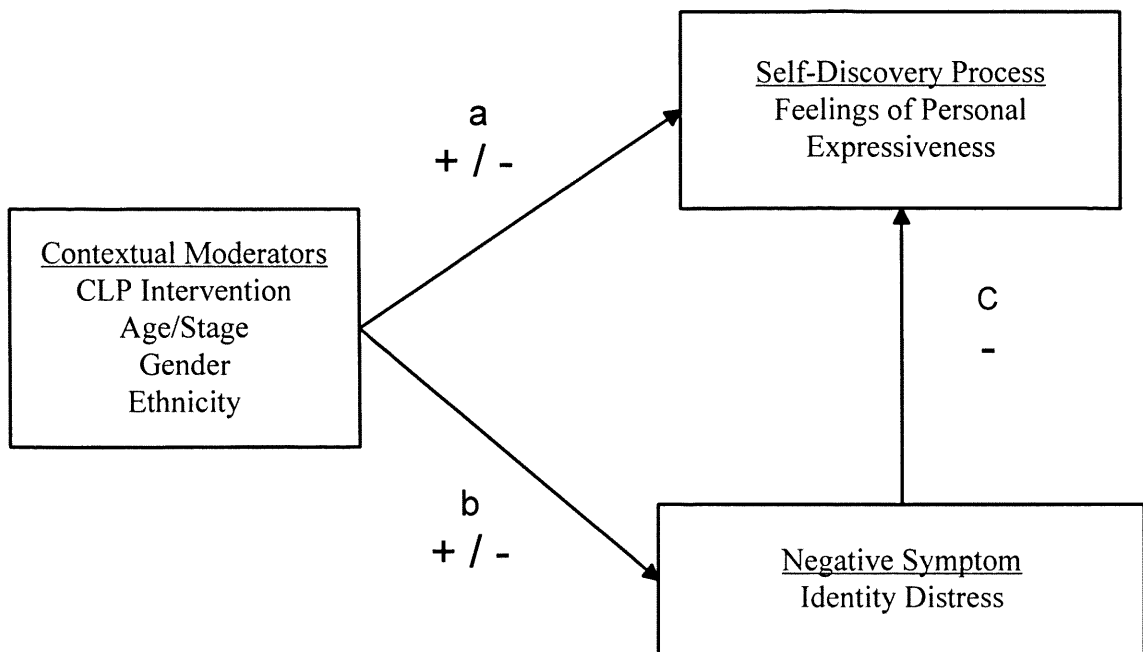 Self-Discovery Process
Feelings of Personal
Expressiveness
a
+ / -
Contextual Moderators
CLP Intervention
Age/Stage
Gender
Ethnicity
C
-
b
+ / -
Negative Symptom
Identity Distress